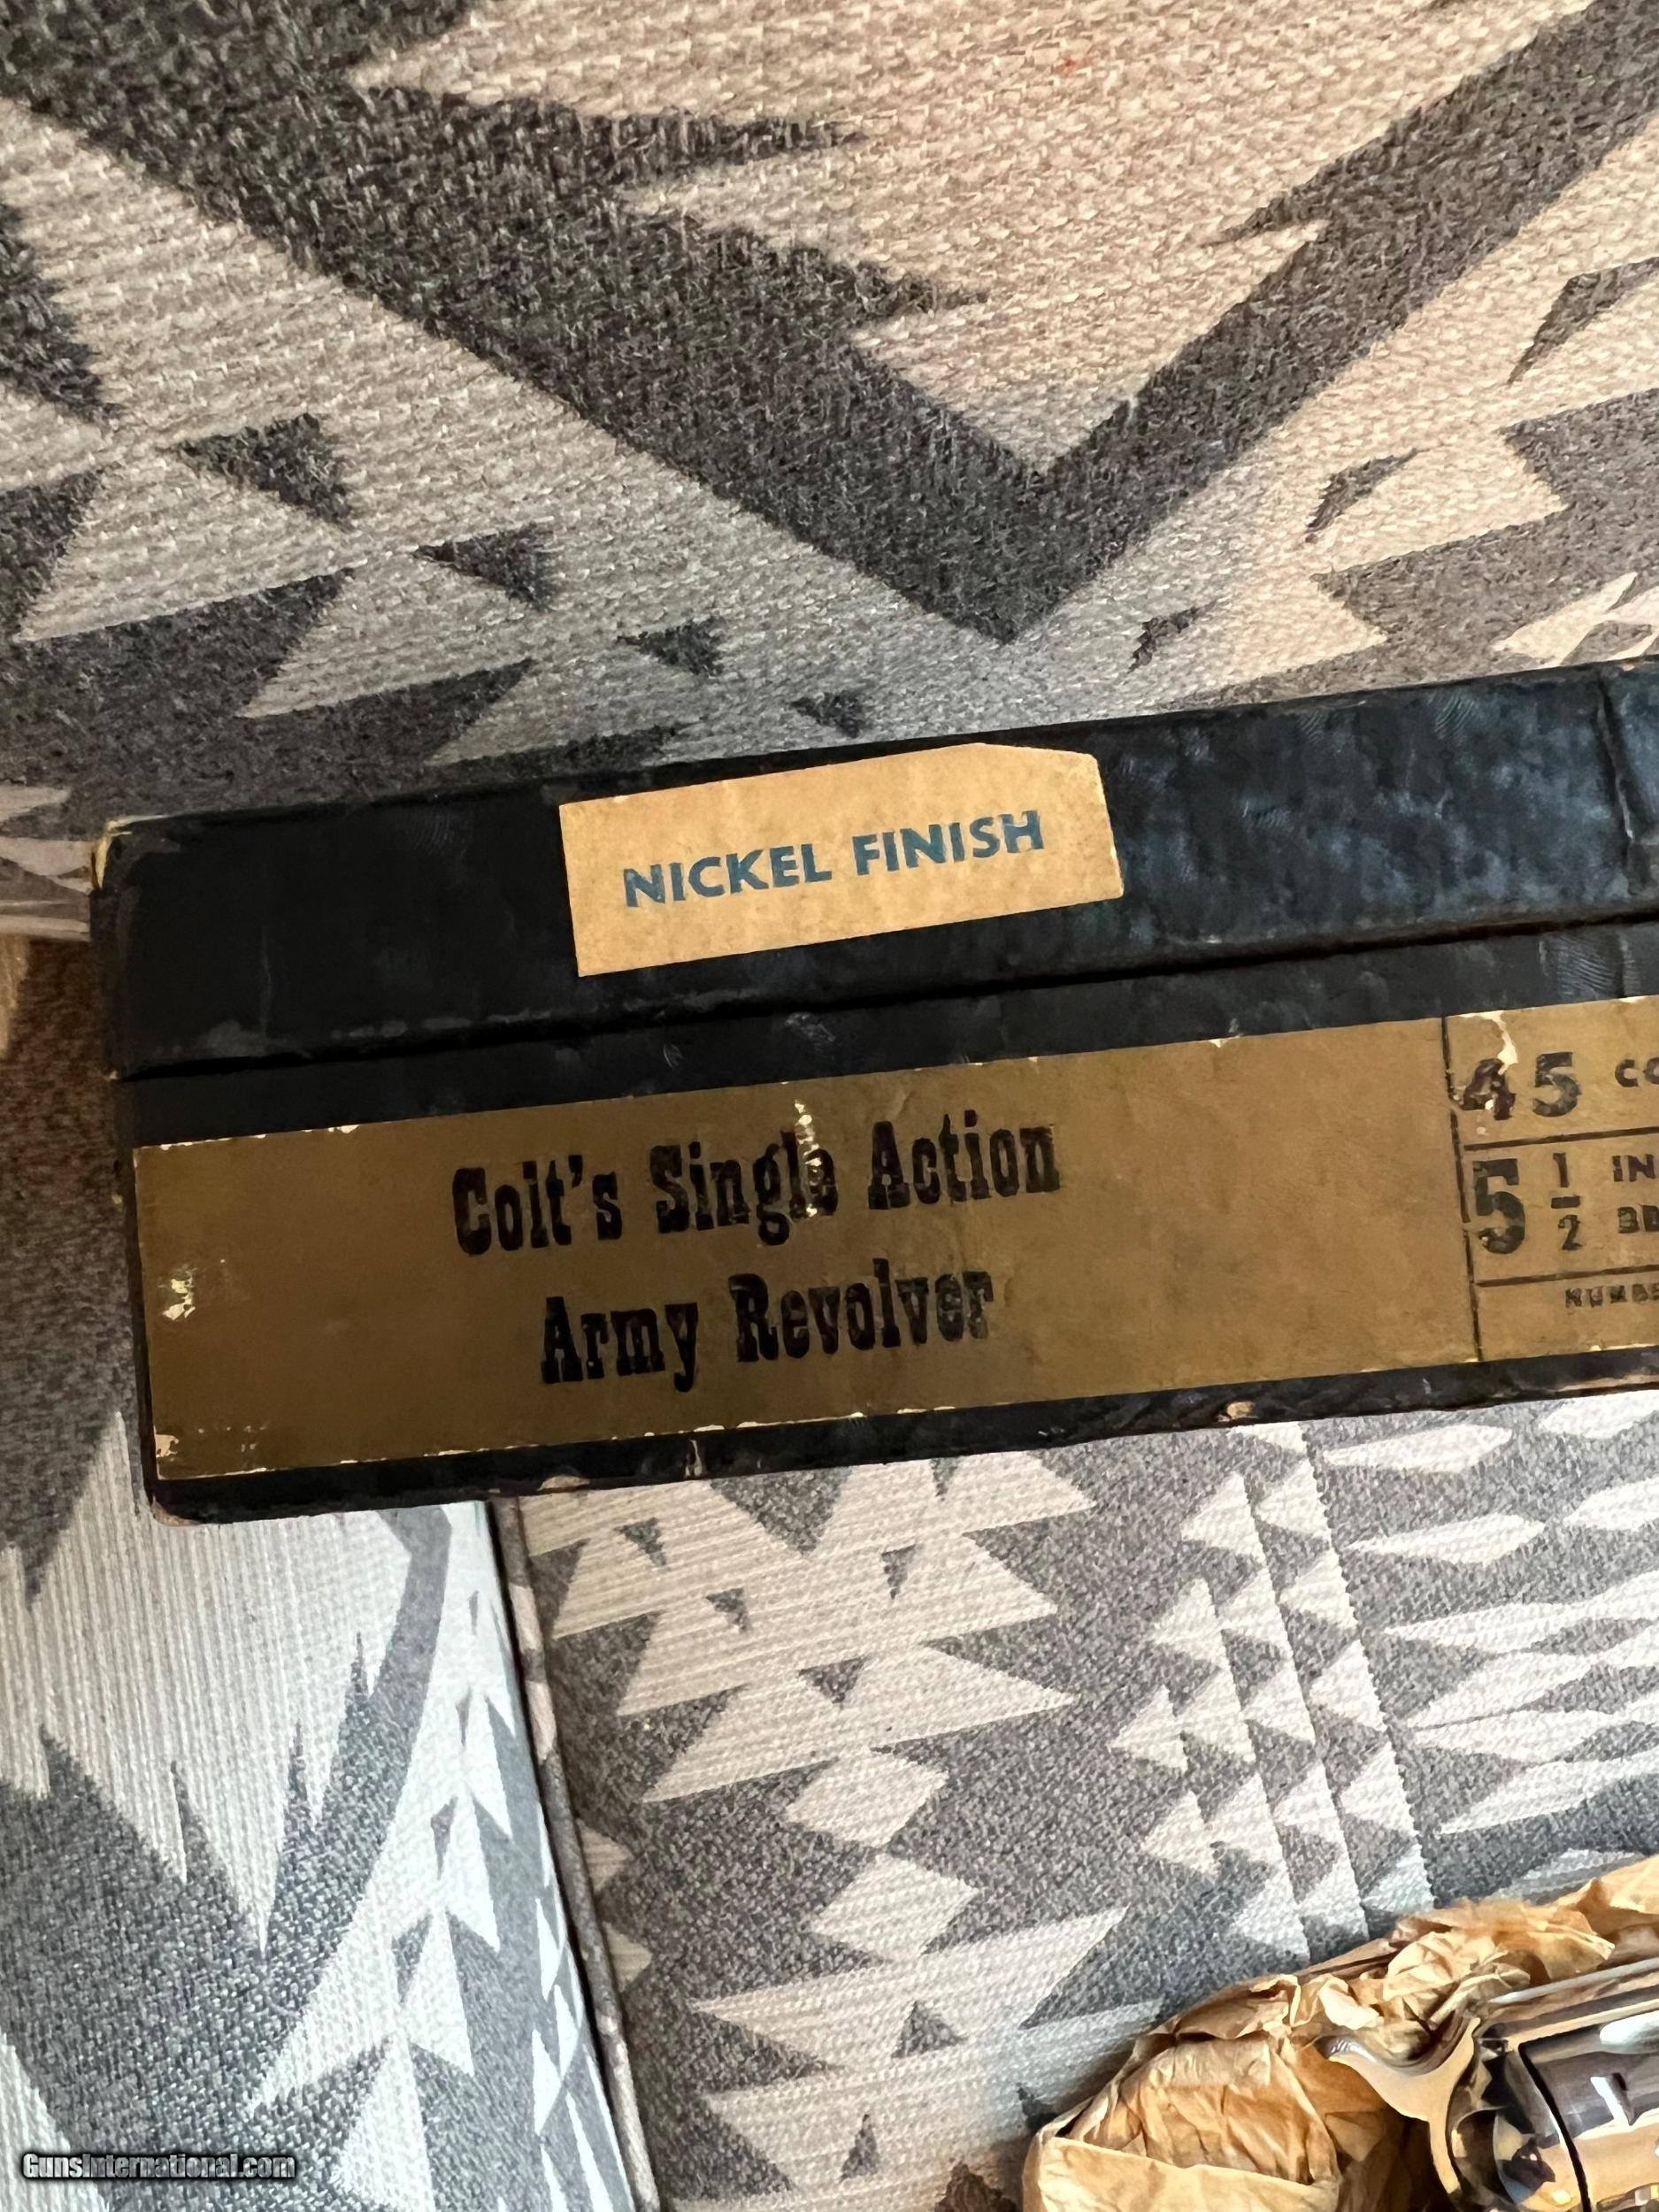 NICKEL FINISH
Colt's Single Action
Army Revolver
45
5 1/2
GunsInternational.com